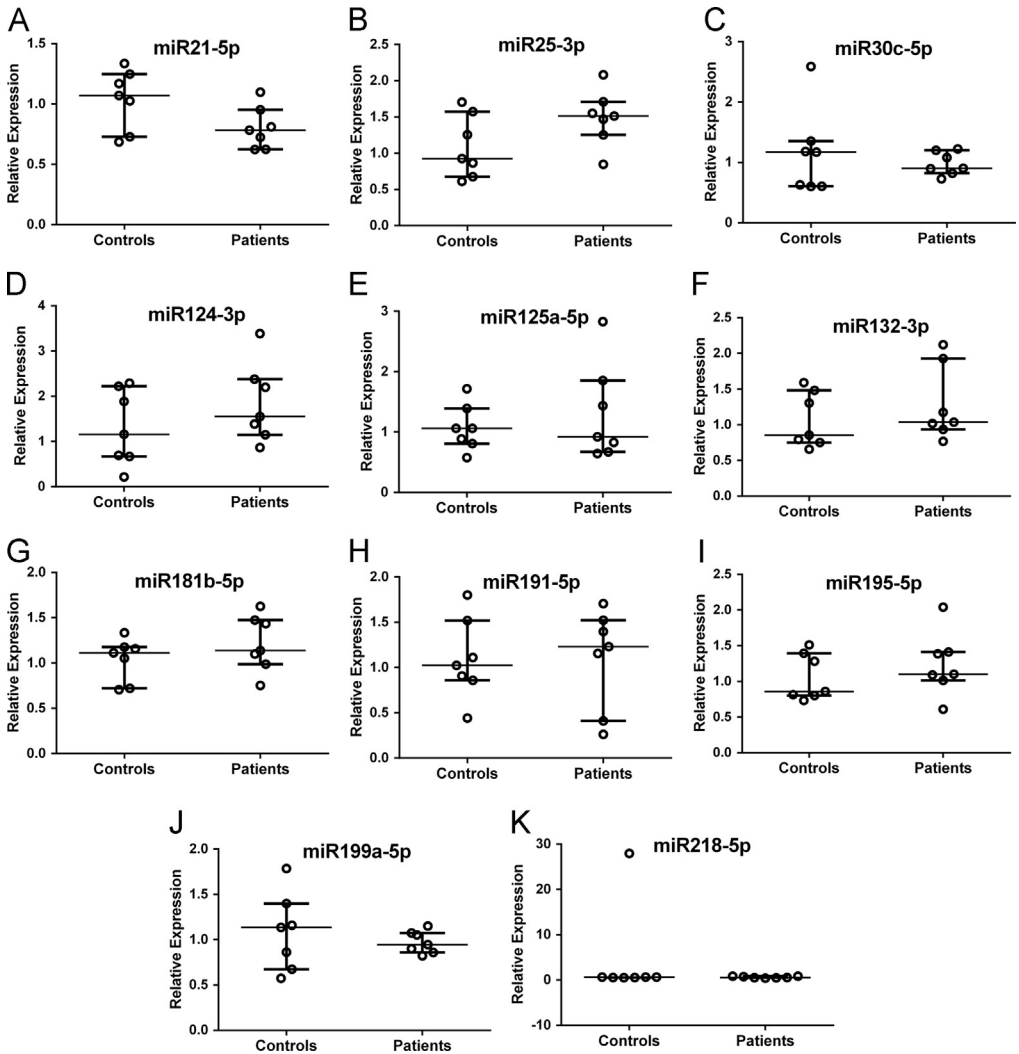 A
miR21-5p
Relative Expression
1.5
1.0
0.5
0.0
Controls Patients
B
miR25-3p
Relative Expression
2.5
2.0
1.5
1.0
0.5
0.0
Controls Patients
C
miR30c-5p
Relative Expression
3
2
1
0
Controls Patients
D
miR124-3p
Relative Expression
4
3
2
1
0
Controls Patients
E
miR125a-5p
Relative Expression
3
2
1
0
Controls Patients
F
miR132-3p
Relative Expression
2.5
2.0
1.5
1.0
0.5
0.0
Controls Patients
G
miR181b-5p
Relative Expression
2.0
1.5
1.0
0.5
0.0
Controls Patients
H
miR191-5p
Relative Expression
2.0
1.5
1.0
0.5
0.0
Controls Patients
I
miR195-5p
Relative Expression
2.5
2.0
1.5
1.0
0.5
0.0
Controls Patients
J
miR199a-5p
Relative Expression
2.0
1.5
1.0
0.5
0.0
Controls Patients
K
miR218-5p
Relative Expression
30
20
10
0
-10
Controls Patients